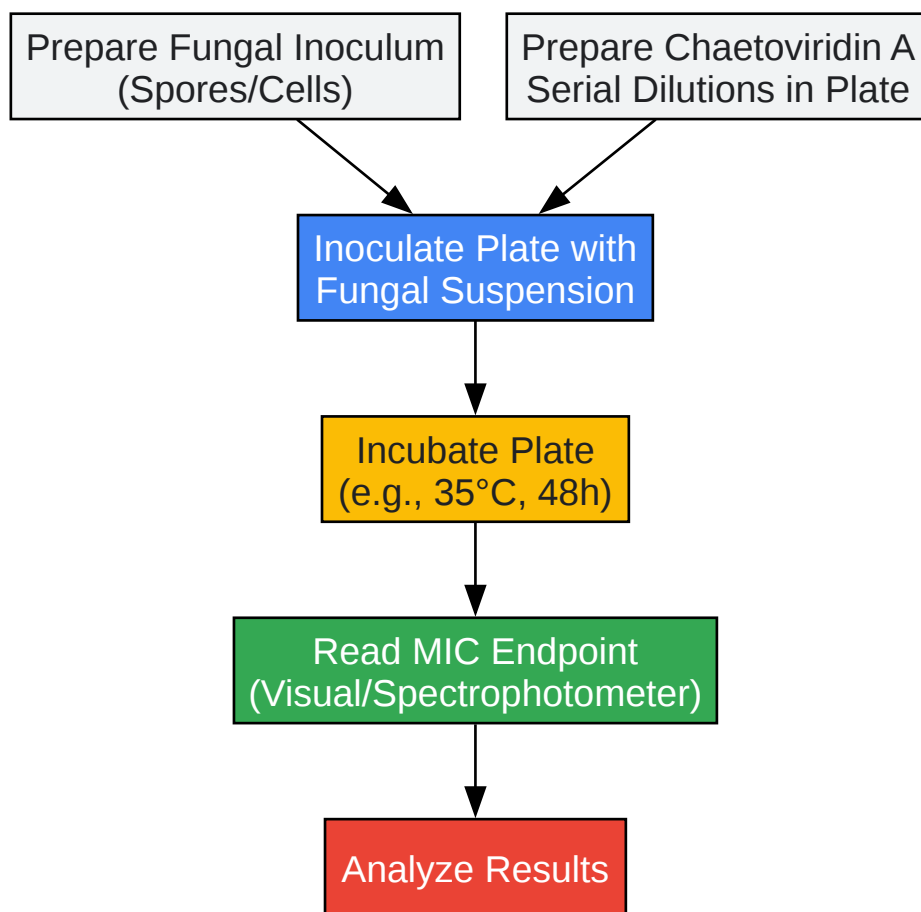 Prepare Fungal Inoculum
(Spores/Cells)
Prepare Chaetoviridin A
Serial Dilutions in Plate
Inoculate Plate with
Fungal Suspension
Incubate Plate
(e.g., 35°C, 48h)
Read MIC Endpoint
(Visual/Spectrophotometer)
Analyze Results